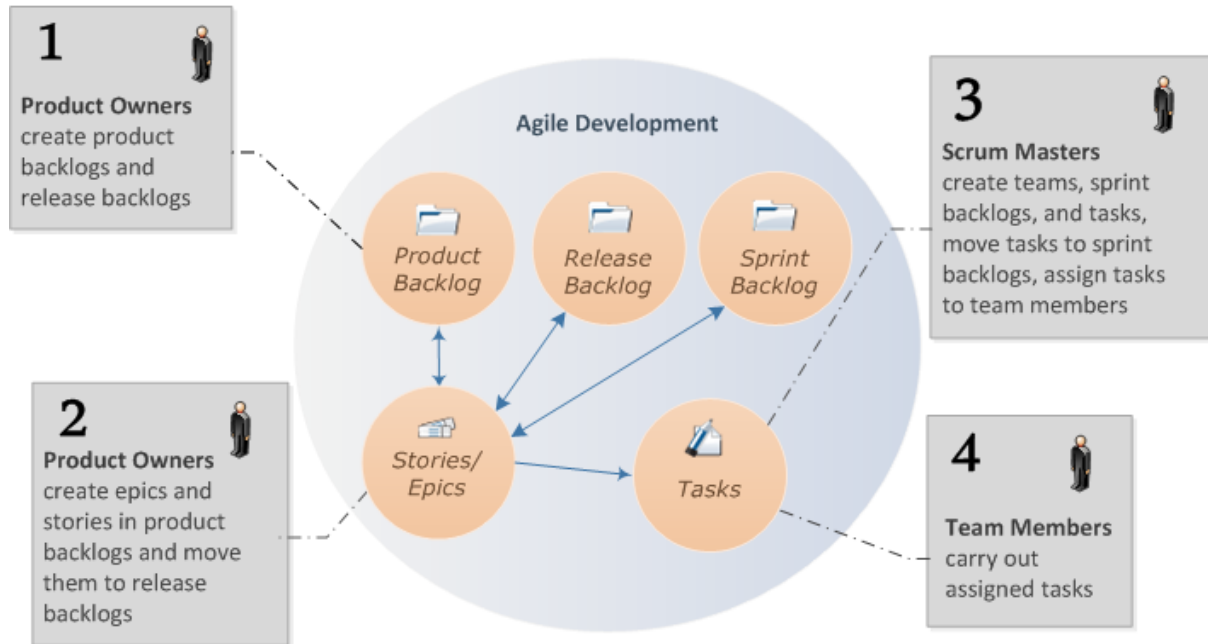 1
Product Owners
create product
backlogs and
release backlogs
Agile Development
3
Scrum Masters
create teams, sprint
backlogs, and tasks,
move tasks to sprint
backlogs, assign tasks
to team members
Product
Backlog
Release
Backlog
Sprint
Backlog
2
Product Owners
create epics and
stories in product
backlogs and move
them to release
backlogs
Stories/
Epics
Tasks
4
Team Members
carry out
assigned tasks